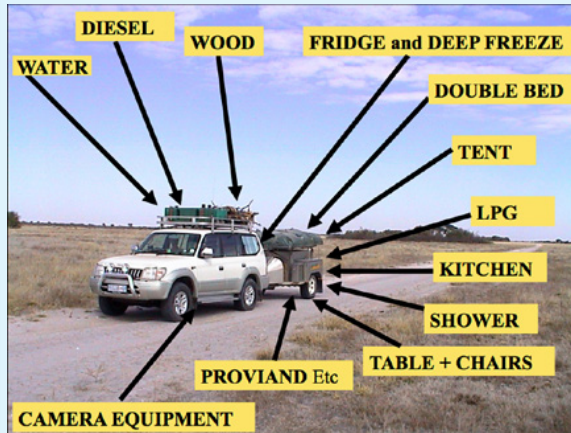 DIESEL
WOOD
FRIDGE and DEEP FREEZE
WATER
DOUBLE BED
TENT
LPG
KITCHEN
SHOWER
TABLE + CHAIRS
PROVIAND Etc
CAMERA EQUIPMENT